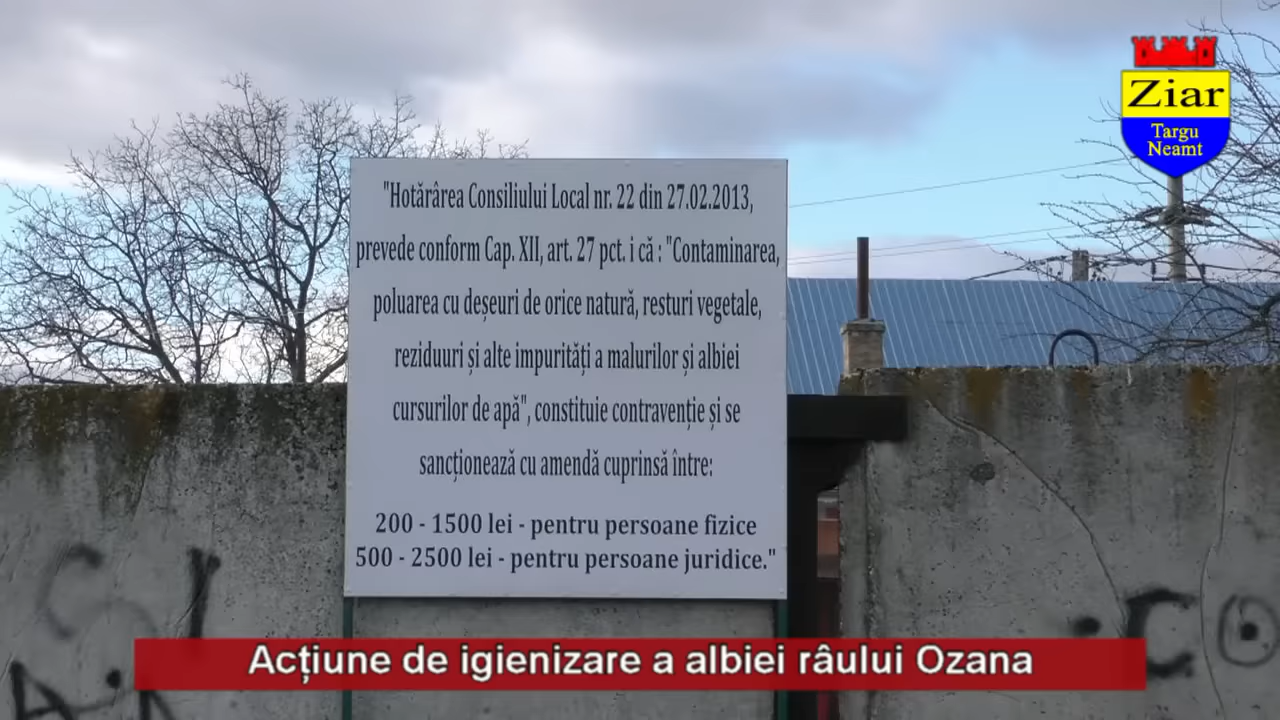 Ziar
Targu
Neamt
"Hotărârea Consiliului Local nr. 22 din 27.02.2013,
prevede conform Cap. XII, art. 27 pct. i că : "Contaminarea,
poluarea cu deșeuri de orice natură, resturi vegetale,
reziduuri și alte impurități a malurilor și albiei
cursurilor de apă", constituie contravenție și se
sancționează cu amendă cuprinsă între:
200 - 1500 lei - pentru persoane fizice
500 - 2500 lei - pentru persoane juridice."
Acțiune de igienizare a albiei râului Ozana